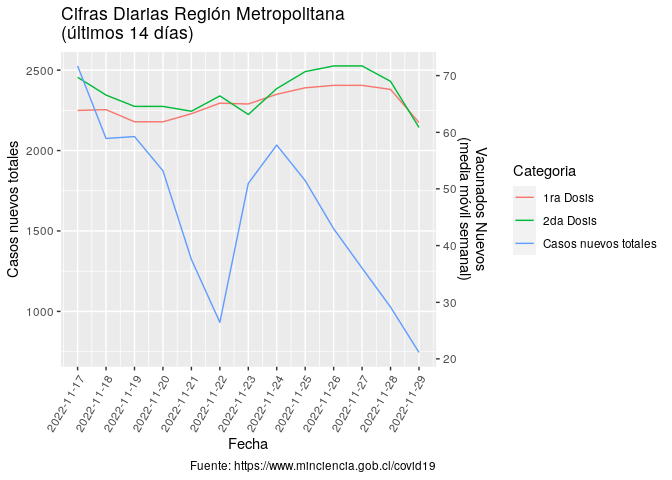 Cifras Diarias Región Metropolitana
(últimos 14 días)
Casos nuevos totales
2500
2000
1500
1000
70
60
50
40
30
20
Vacunados Nuevos
(media móvil semanal)
2022-11-17
2022-11-18
2022-11-19
2022-11-20
2022-11-21
2022-11-22
2022-11-23
2022-11-24
2022-11-25
2022-11-26
2022-11-27
2022-11-28
2022-11-29
Fecha
Categoria
1ra Dosis
2da Dosis
Casos nuevos totales
Fuente: https://www.minciencia.gob.cl/covid19